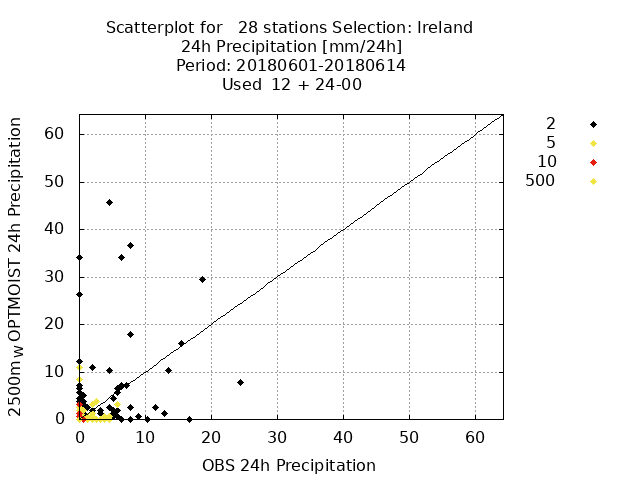 Scatterplot for 28 stations Selection: Ireland
24h Precipitation [mm/24h]
Period: 20180601-20180614
Used 12 + 24-00
2500mwOPTMOIST 24h Precipitation
60
50
40
30
20
10
0
0 10 20 30 40 50 60
OBS 24h Precipitation
2
5
10
500